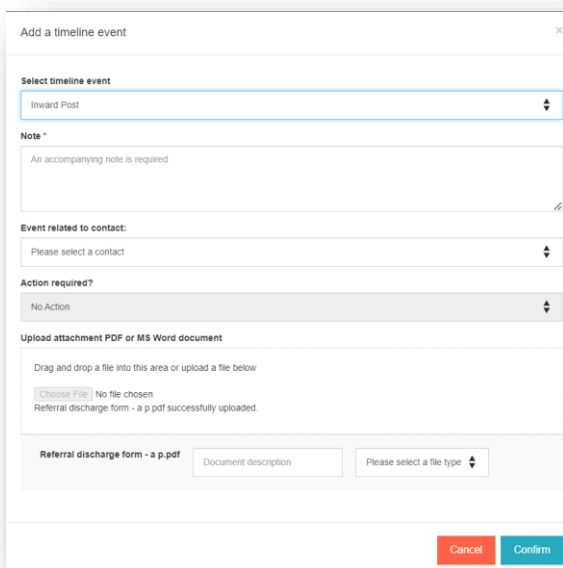 Add a timeline event ×
Select timeline event
Inward Post
Note *
An accompanying note is required
Event related to contact:
Please select a contact
Action required?
No Action
Upload attachment PDF or MS Word document
Drag and drop a file into this area or upload a file below
Choose File No file chosen
Referral discharge form - a p.pdf successfully uploaded.
Referral discharge form - a p.pdf Document description Please select a file type
Cancel Confirm